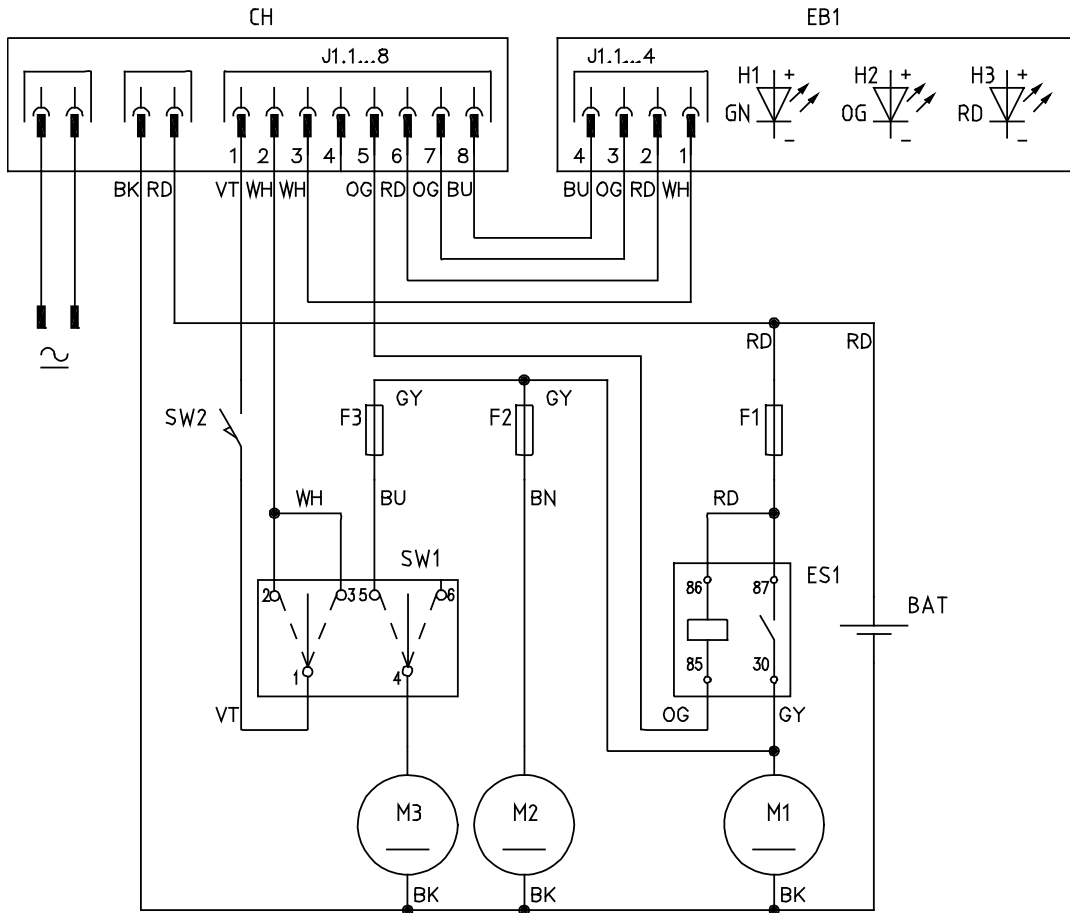 CH EB1
J1.1...8 J1.1...4
H1 + H2 + H3 +
GN OG RD
- - -
1 2 3 4 5 6 7 8 4 3 2 1
BK RD VT WH WH OG RD OG BU BU OG RD WH
RD RD
GY GY
SW2 F3 F2 F1
WH BU BN RD
SW1 ES1
86 87
2 3 5 6 BAT
85 30
1 4
VT OG GY
M3 M2 M1
BK BK BK